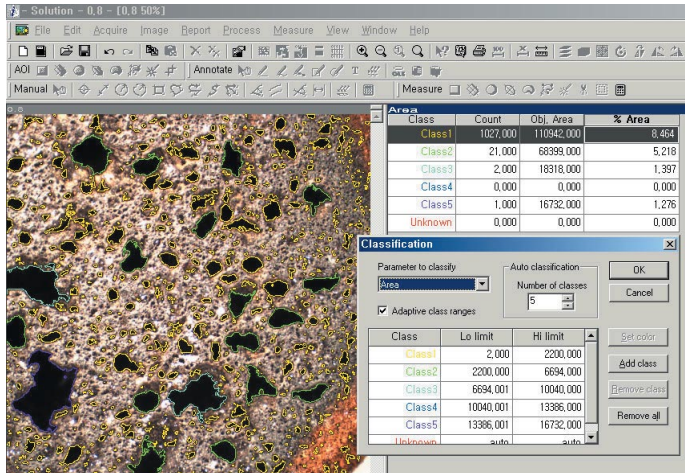 - Solution - 0,8 - [0,8 50%]
File Edit Acquire Image Report Process Measure View Window Help
AOI Annotate T
Manual Measure
0,8
Area
Class Count Obj, Area % Area
Class1 1027,000 110942,000 8,464
Class2 21,000 68399,000 5,218
Class3 2,000 18318,000 1,397
Class4 0,000 0,000 0,000
Class5 1,000 16732,000 1,276
Unknown 0,000 0,000 0,000
Classification
Parameter to classify
Area
Adaptive class ranges
Auto classification
Number of classes
5
OK
Cancel
Class Lo limit Hi limit
Class1 2,000 2200,000
Class2 2200,000 6694,000
Class3 6694,001 10040,000
Class4 10040,001 13386,000
Class5 13386,001 16732,000
Unknown auto auto
Set color
Add class
Remove class
Remove all